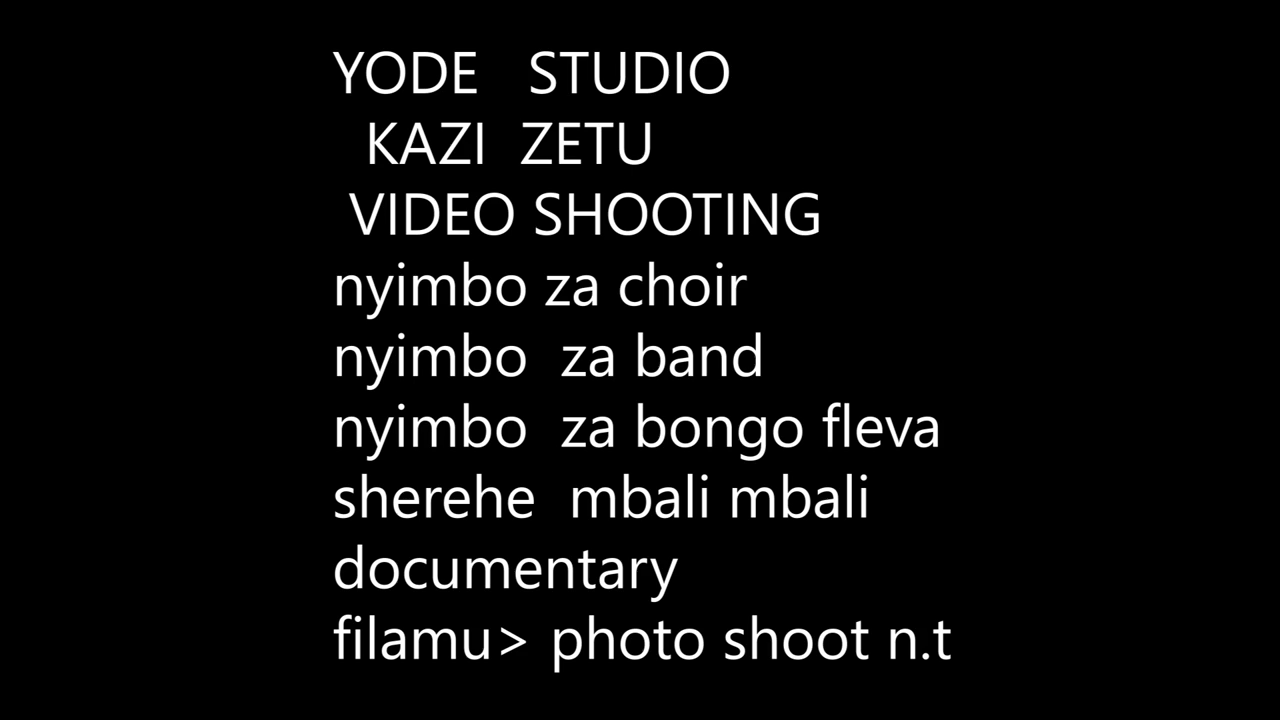 YODE STUDIO
KAZI ZETU
VIDEO SHOOTING
nyimbo za choir
nyimbo za band
nyimbo za bongo fleva
sherehe mbali mbali
documentary
filamu> photo shoot n.t